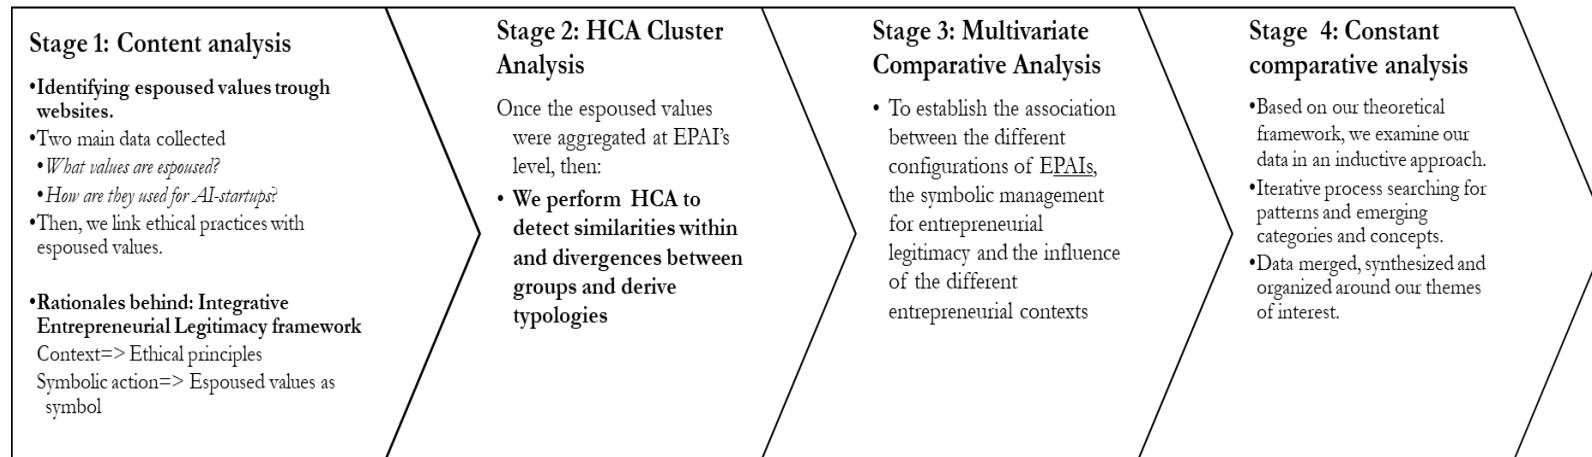 Stage 1: Content analysis
•Identifying espoused values trough
websites.
•Two main data collected
•What values are espoused?
•How are they used for AI-startups?
•Then, we link ethical practices with
espoused values.
•Rationales behind: Integrative
Entrepreneurial Legitimacy framework
Context=> Ethical principles
Symbolic action=> Espoused values as
symbol
Stage 2: HCA Cluster
Analysis
Once the espoused values
were aggregated at EPAI's
level, then:
• We perform HCA to
detect similarities within
and divergences between
groups and derive
typologies
Stage 3: Multivariate
Comparative Analysis
• To establish the association
between the different
configurations of EPAIs,
the symbolic management
for entrepreneurial
legitimacy and the influence
of the different
entrepreneurial contexts
Stage 4: Constant
comparative analysis
•Based on our theoretical
framework, we examine our
data in an inductive approach.
•Iterative process searching for
patterns and emerging
categories and concepts.
•Data merged, synthesized and
organized around our themes
of interest.